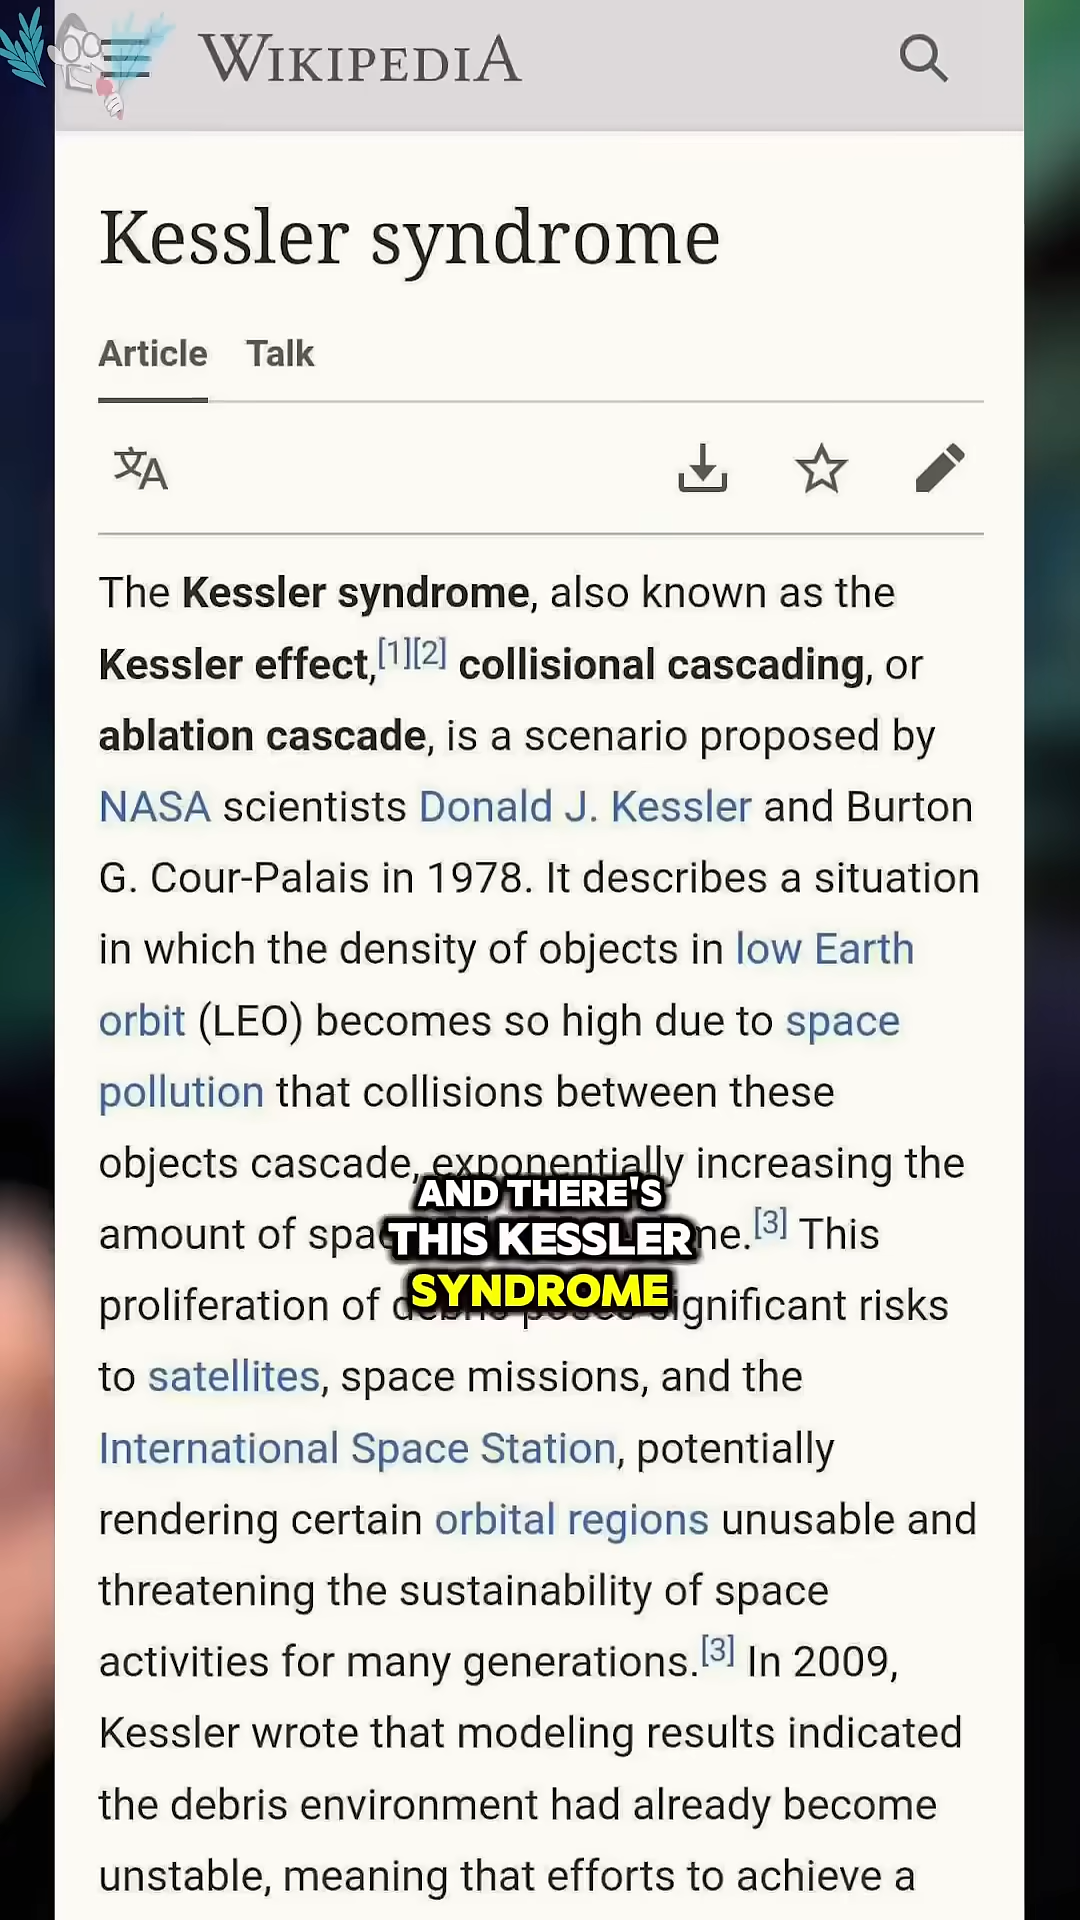 WIKIPEDIA
Kessler syndrome
Article Talk
文A
The Kessler syndrome, also known as the
Kessler effect,[1][2] collisional cascading, or
ablation cascade, is a scenario proposed by
NASA scientists Donald J. Kessler and Burton
G. Cour-Palais in 1978. It describes a situation
in which the density of objects in low Earth
orbit (LEO) becomes so high due to space
pollution that collisions between these
objects cascade, exponentially increasing the
AND THERE'S
amount of
THIS KESSLER
[3] This
SYNDROME
proliferation of significant risks
to satellites, space missions, and the
International Space Station, potentially
rendering certain orbital regions unusable and
threatening the sustainability of space
activities for many generations.[3] In 2009,
Kessler wrote that modeling results indicated
the debris environment had already become
unstable, meaning that efforts to achieve a